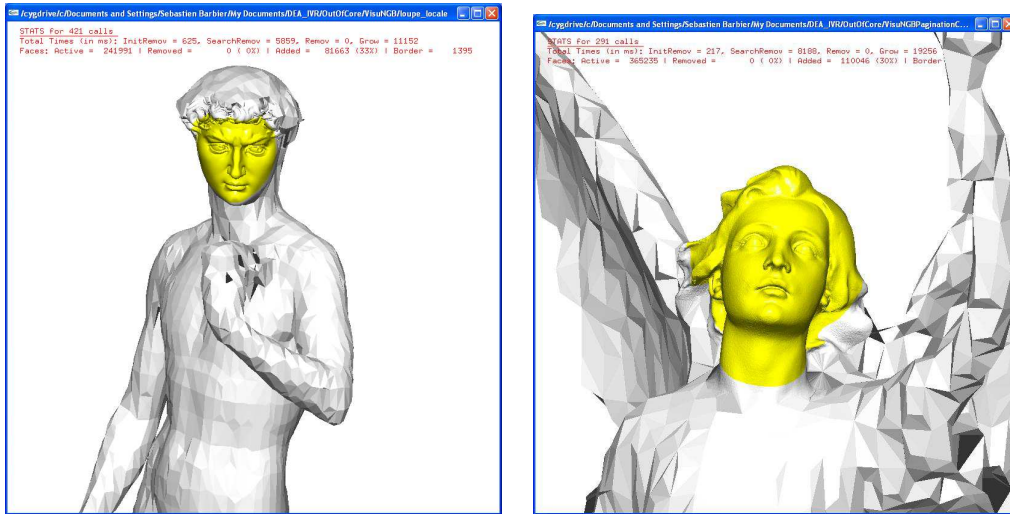 /cygdrive/c/Documents and Settings/Sebastien Barbier/My Documents/DEA_IVR/OutOfCore/VisuNGB/loupe_locale
STATS for 421 calls
Total Times (in ms): InitRemov = 625, SearchRemov = 5859, Remov = 0, Grow = 11152
Faces: Active = 241991 | Removed = 0 ( 0%) | Added = 81663 (33%) | Border = 1395
/cygdrive/c/Documents and Settings/Sebastien Barbier/My Documents/DEA_IVR/OutOfCore/VisuNGBPaginationC...
STATS for 291 calls
Total Times (in ms): InitRemov = 217, SearchRemov = 8188, Remov = 0, Grow = 19256
Faces: Active = 365235 | Removed = 0 ( 0%) | Added = 110046 (30%) | Border